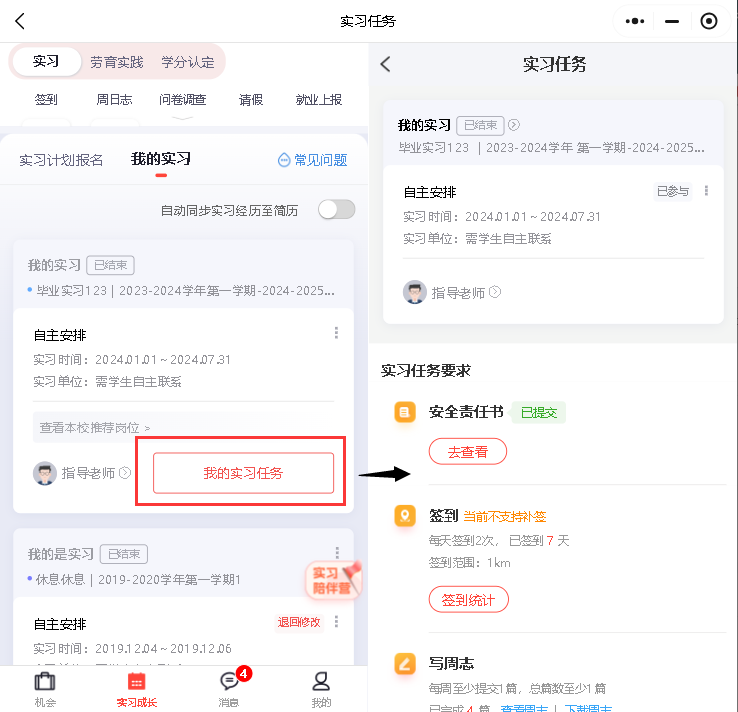 实习任务
实习 劳育实践 学分认定
签到 周日志 问卷调查 请假 就业上报
实习计划报名 我的实习 常见问题
自动同步实习经历至简历
我的实习 已结束
毕业实习123 | 2023-2024学年第一学期-2024-2025...
自主安排
实习时间：2024.01.01 ~ 2024.07.31
实习单位：需学生自主联系
查看本校推荐岗位 »
指导老师 我的实习任务
我的是实习 已结束
休息休息 | 2019-2020学年第一学期1
实习
陪伴营
自主安排 退回修改
实习时间：2019.12.04 ~ 2019.12.06
机会 实习成长 消息 4 我的
实习任务
我的实习 已结束
毕业实习123 | 2023-2024学年 第一学期-2024-2025...
自主安排 已参与
实习时间：2024.01.01 ~ 2024.07.31
实习单位：需学生自主联系
指导老师
实习任务要求
安全责任书 已提交
去查看
签到 当前不支持补签
每天签到2次， 已签到 7 天
签到范围：1km
签到统计
写周志
每周至少提交1篇，总篇数至少1篇
已完成 4 篇 查看周志 | 下载周志